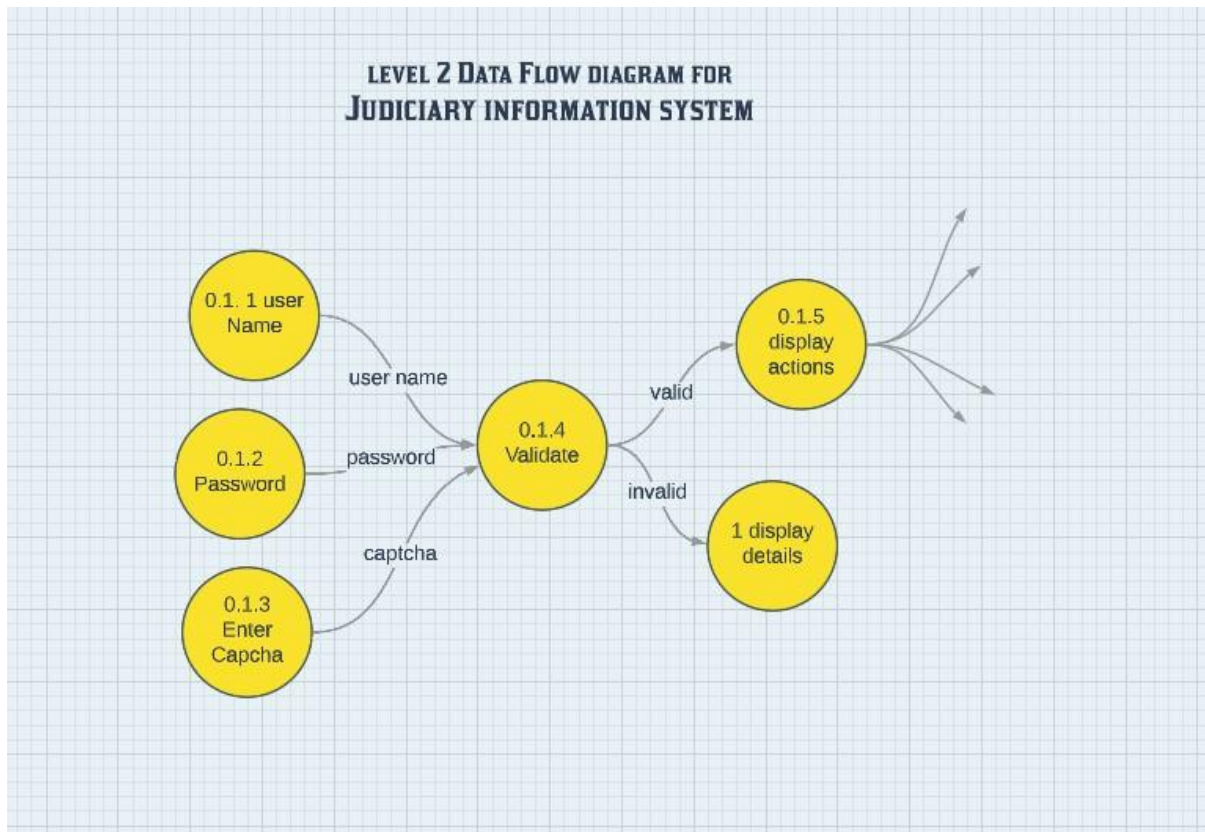 LEVEL 2 DATA FLOW DIAGRAM FOR
JUDICIARY INFORMATION SYSTEM
0.1. 1 user
Name
user name
0.1.2
Password
password
0.1.3
Enter
Capcha
captcha
0.1.4
Validate
valid
invalid
0.1.5
display
actions
1 display
details